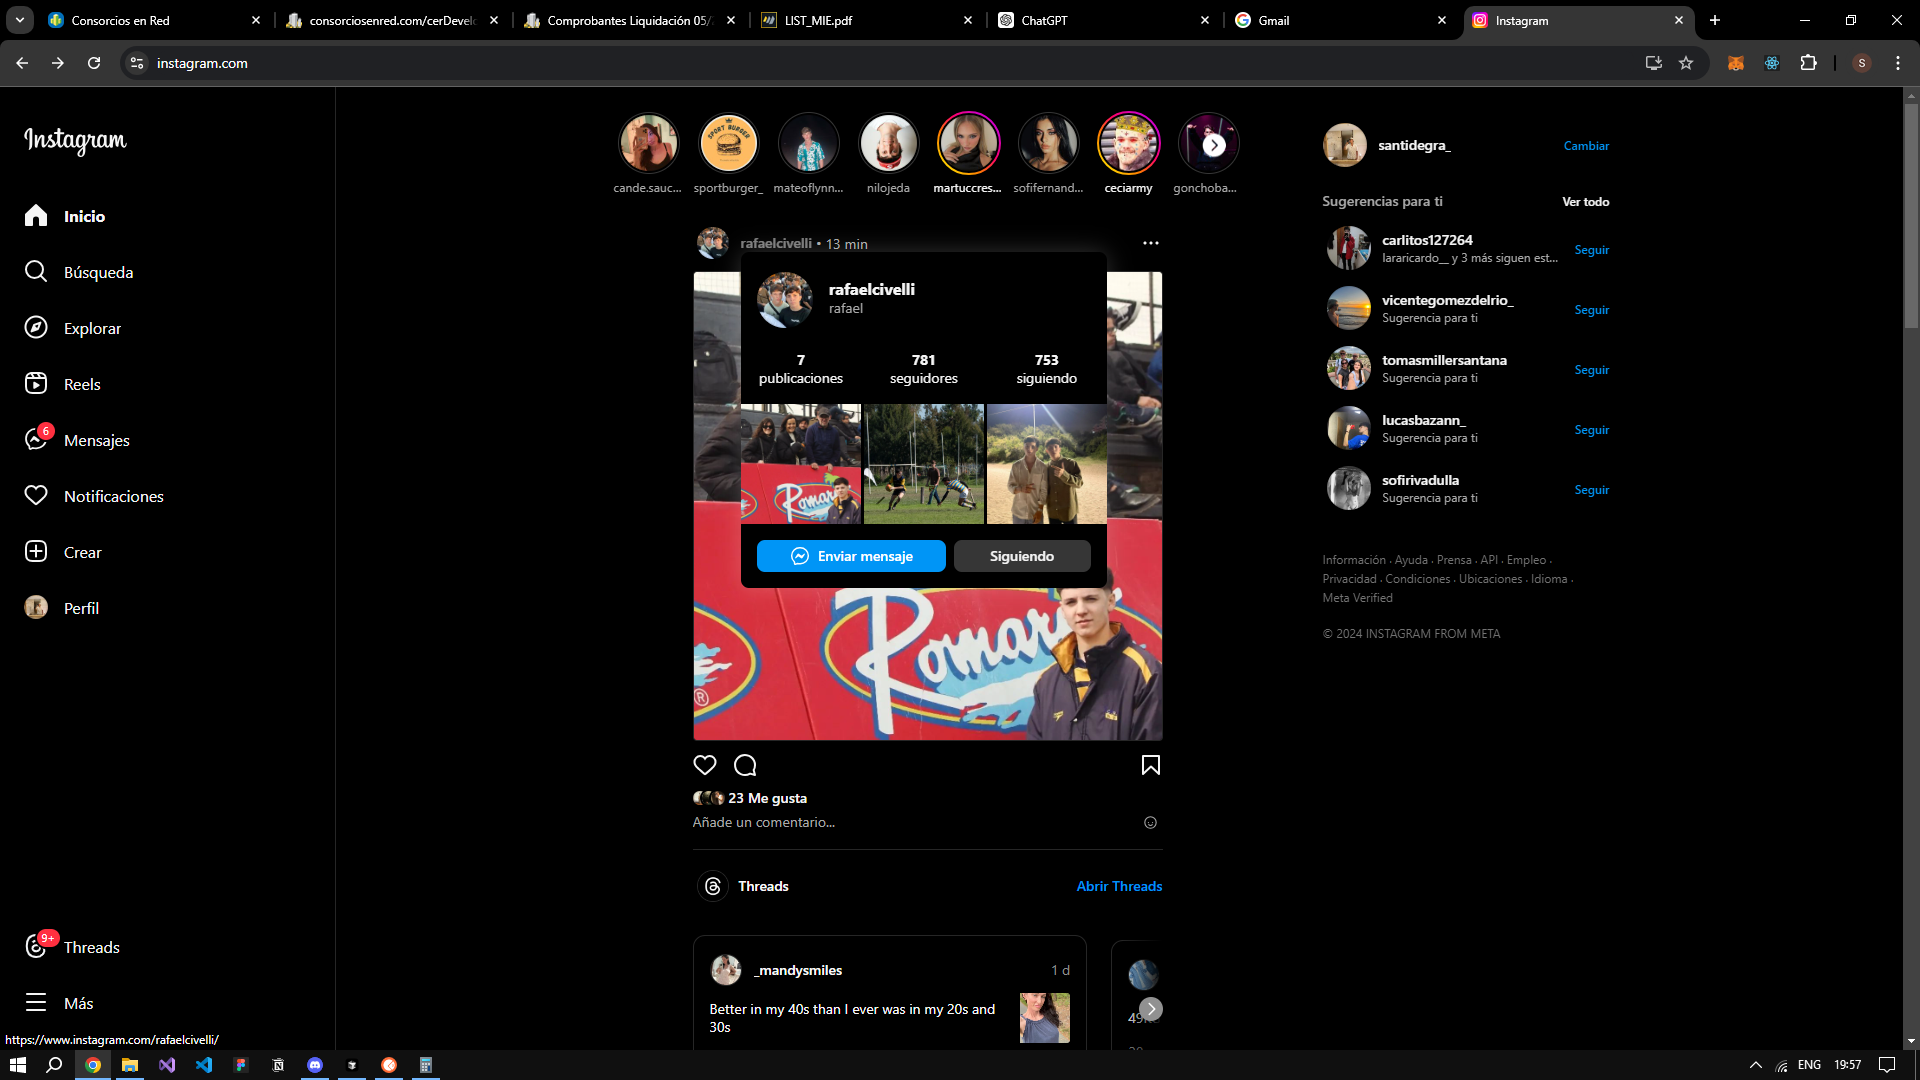 Consorcios en Red
consorciosenred.com/cerDevelo
Comprobantes Liquidación 05/
LIST_MIE.pdf
ChatGPT
Gmail
Instagram
instagram.com
S
Instagram
Inicio
Búsqueda
Explorar
Reels
6
Mensajes
Notificaciones
Crear
Perfil
9+
Threads
Más
https://www.instagram.com/rafaelcivelli/
SPORT BURGER
cande.sauc...
sportburger_
mateoflynn...
nilojeda
martuccres...
sofifernand...
ceciarmy
gonchoba...
rafaelcivelli • 13 min
rafaelcivelli
rafael
7
publicaciones
781
seguidores
753
siguiendo
Enviar mensaje
Siguiendo
®
23 Me gusta
Añade un comentario...
Threads
Abrir Threads
_mandysmiles
1 d
Better in my 40s than I ever was in my 20s and
30s
santidegra_
Cambiar
Sugerencias para ti
Ver todo
carlitos127264
lararicardo__ y 3 más siguen est...
Seguir
vicentegomezdelrio_
Sugerencia para ti
Seguir
tomasmillersantana
Sugerencia para ti
Seguir
lucasbazann_
Sugerencia para ti
Seguir
sofirivadulla
Sugerencia para ti
Seguir
Información · Ayuda · Prensa · API · Empleo ·
Privacidad · Condiciones · Ubicaciones · Idioma ·
Meta Verified
© 2024 INSTAGRAM FROM META
ENG
19:57